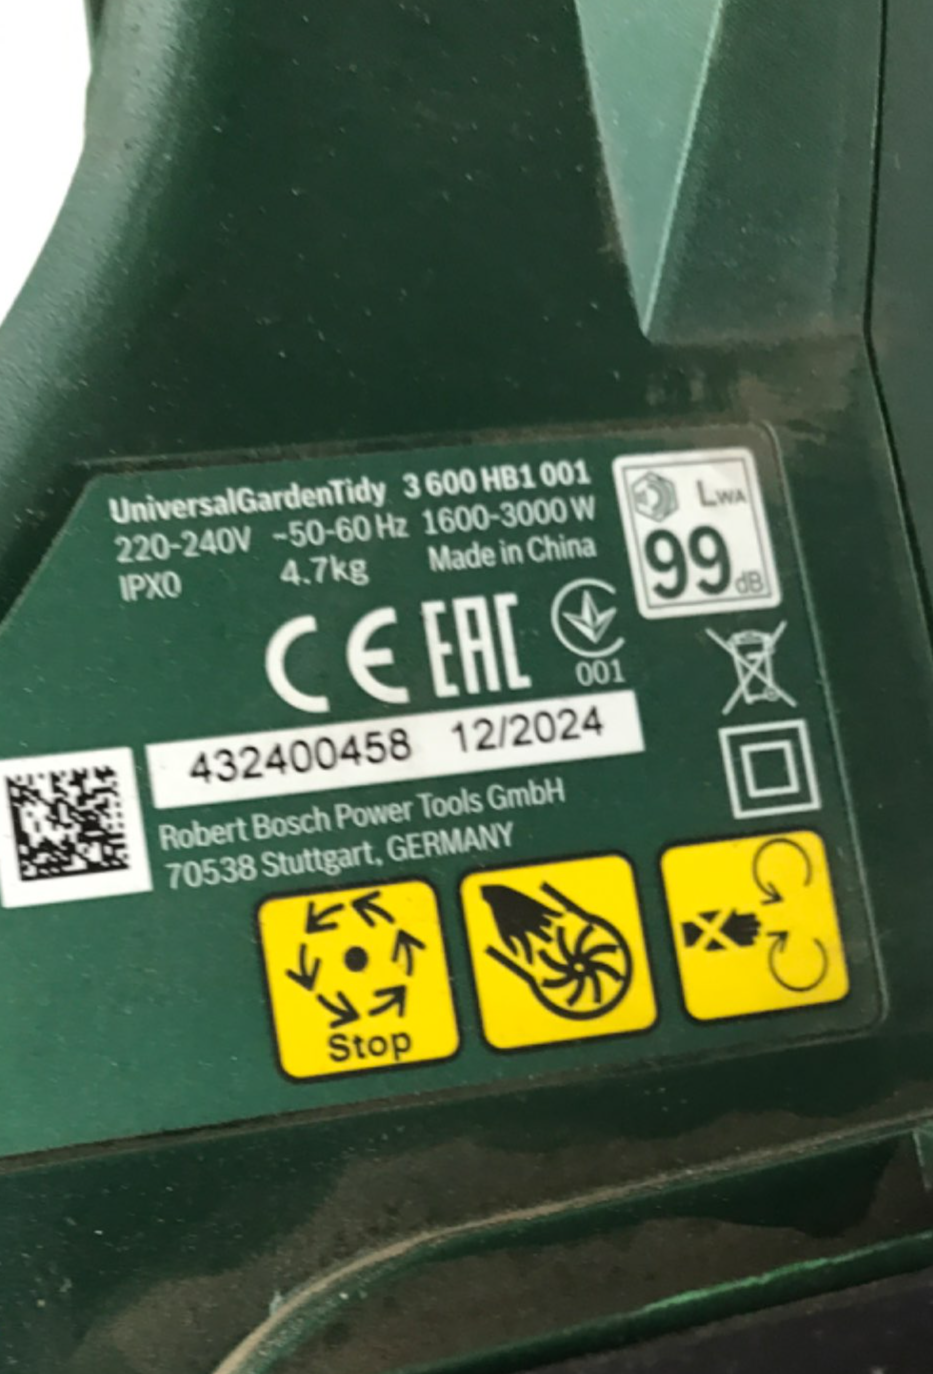 UniversalGardenTidy 3 600 HB1 001
220-240V ~50-60 Hz 1600-3000 W
IPX0 4.7kg Made in China
LWA
99 dB
CE EAC
001
432400458 12/2024
Robert Bosch Power Tools GmbH
70538 Stuttgart, GERMANY
Stop